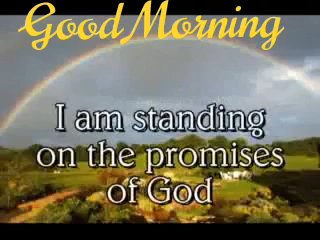 Good Morning
I am standing
on the promises
of God